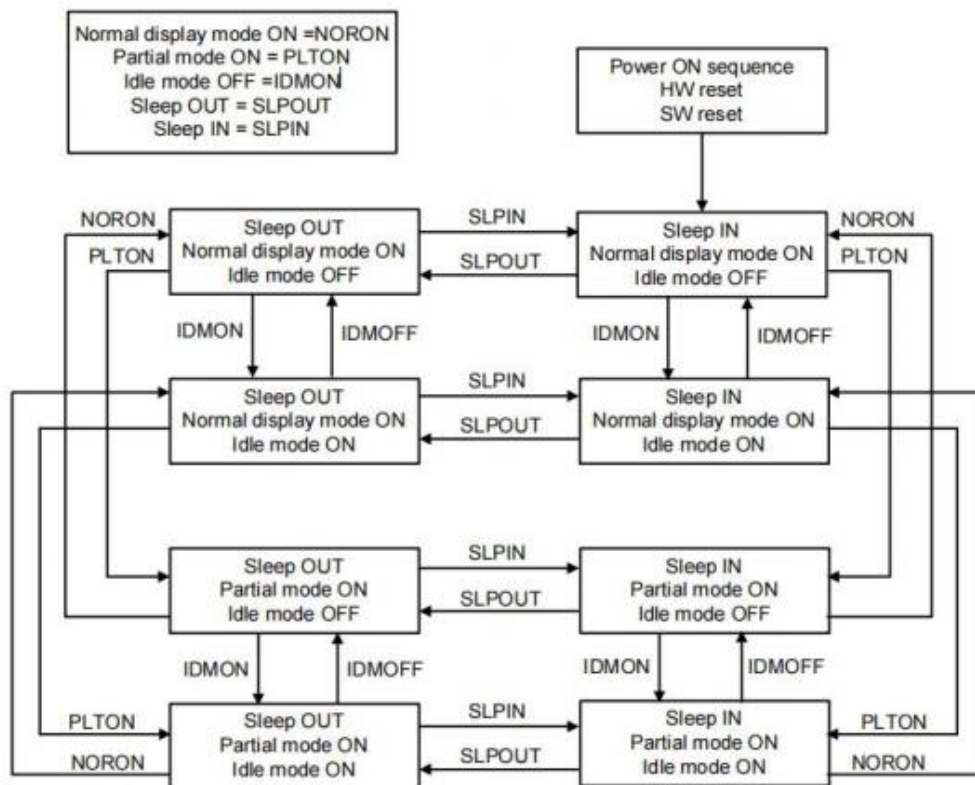 Normal display mode ON =NORON
Partial mode ON = PLTON
Idle mode OFF =IDMON
Sleep OUT = SLPOUT
Sleep IN = SLPIN
Power ON sequence
HW reset
SW reset
NORON
PLTON
Sleep OUT
Normal display mode ON
Idle mode OFF
SLPIN
SLPOUT
Sleep IN
Normal display mode ON
Idle mode OFF
NORON
PLTON
IDMON
IDMOFF
IDMON
IDMOFF
Sleep OUT
Normal display mode ON
Idle mode ON
SLPIN
SLPOUT
Sleep IN
Normal display mode ON
Idle mode ON
Sleep OUT
Partial mode ON
Idle mode OFF
SLPIN
SLPOUT
Sleep IN
Partial mode ON
Idle mode OFF
IDMON
IDMOFF
IDMON
IDMOFF
PLTON
NORON
Sleep OUT
Partial mode ON
Idle mode ON
SLPIN
SLPOUT
Sleep IN
Partial mode ON
Idle mode ON
PLTON
NORON